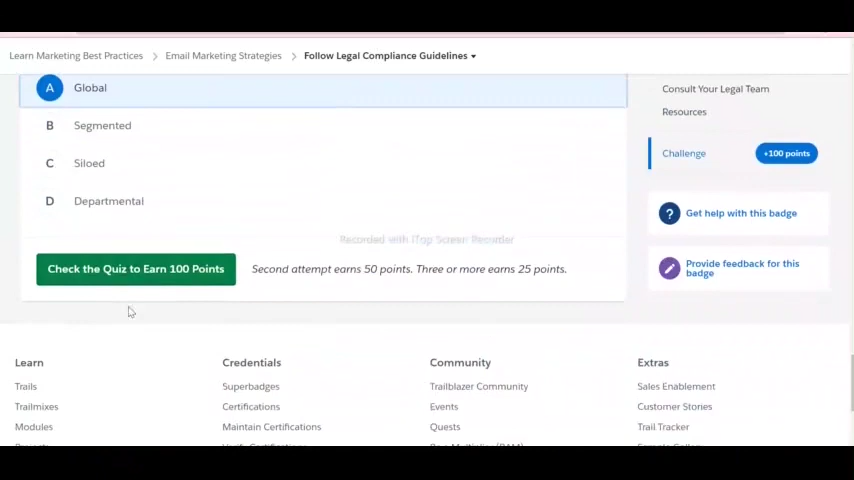 Learn Marketing Best Practices > Email Marketing Strategies > Follow Legal Compliance Guidelines
A Global
B Segmented
C Siloed
D Departmental
Check the Quiz to Earn 100 Points Second attempt earns 50 points. Three or more earns 25 points.
Consult Your Legal Team
Resources
Challenge +100 points
? Get help with this badge
Provide feedback for this
badge
Recorded with iTop Screen Recorder
Learn
Trails
Trailmixes
Modules
Credentials
Superbadges
Certifications
Maintain Certifications
Community
Trailblazer Community
Events
Quests
Extras
Sales Enablement
Customer Stories
Trail Tracker